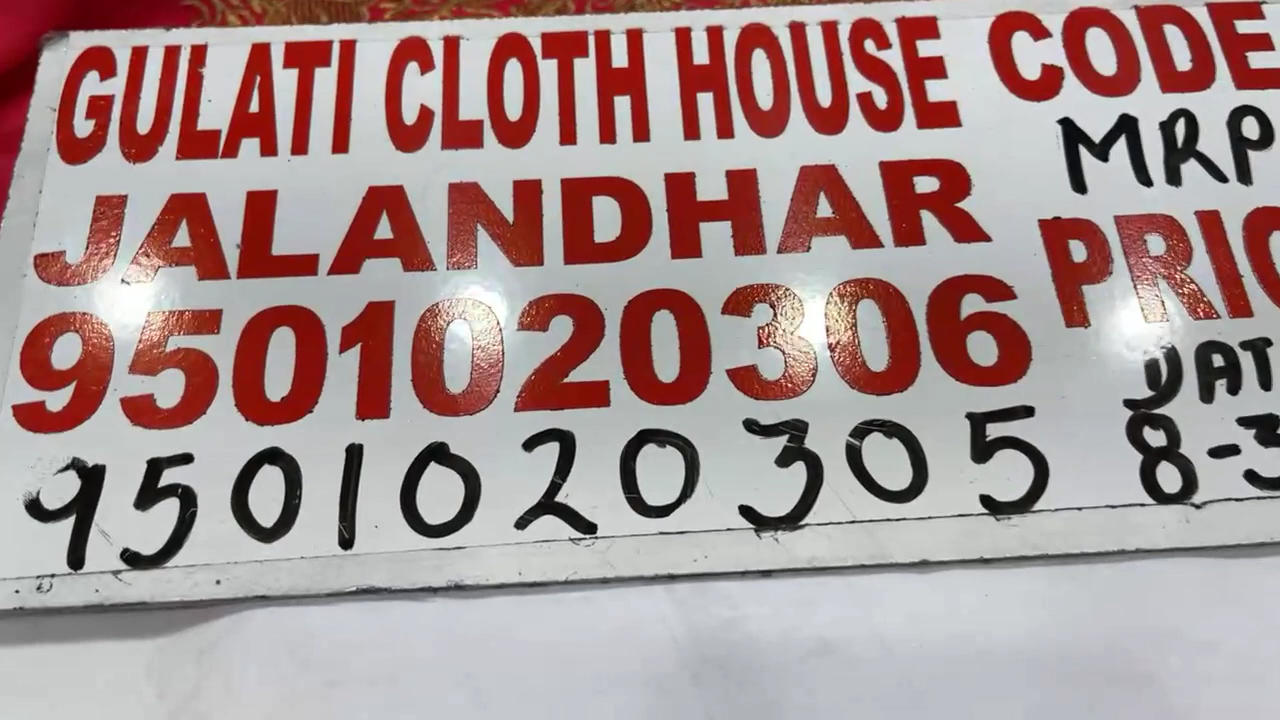 GULATI CLOTH HOUSE CODE
MRP
JALANDHAR PRIC
9501020306
DAT
9501020305 8-3